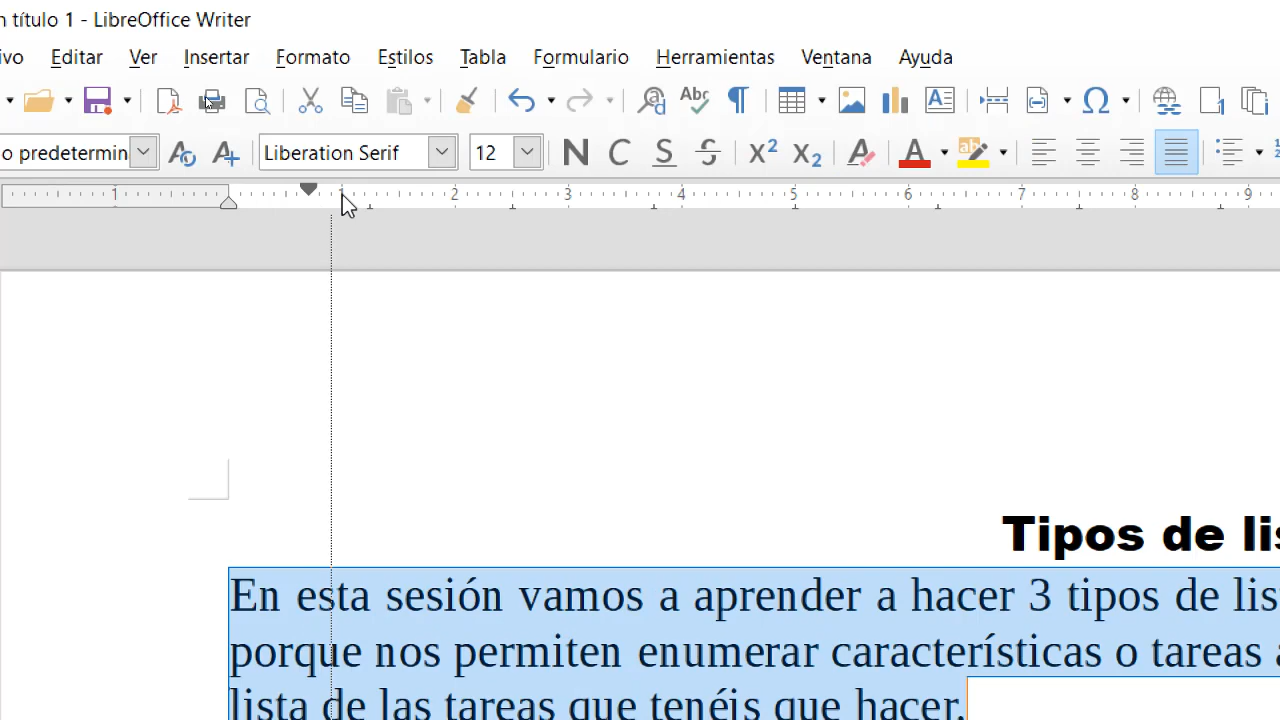 n título 1 - LibreOffice Writer
ivo Editar Ver Insertar Formato Estilos Tabla Formulario Herramientas Ventana Ayuda
Abc
o predetermin Liberation Serif 12 N C S S X² X₂ A A ab
1 1 2 3 4 5 6 7 8 9
Tipos de lis
En esta sesión vamos a aprender a hacer 3 tipos de lis
porque nos permiten enumerar características o tareas a
lista de las tareas que tenéis que hacer.